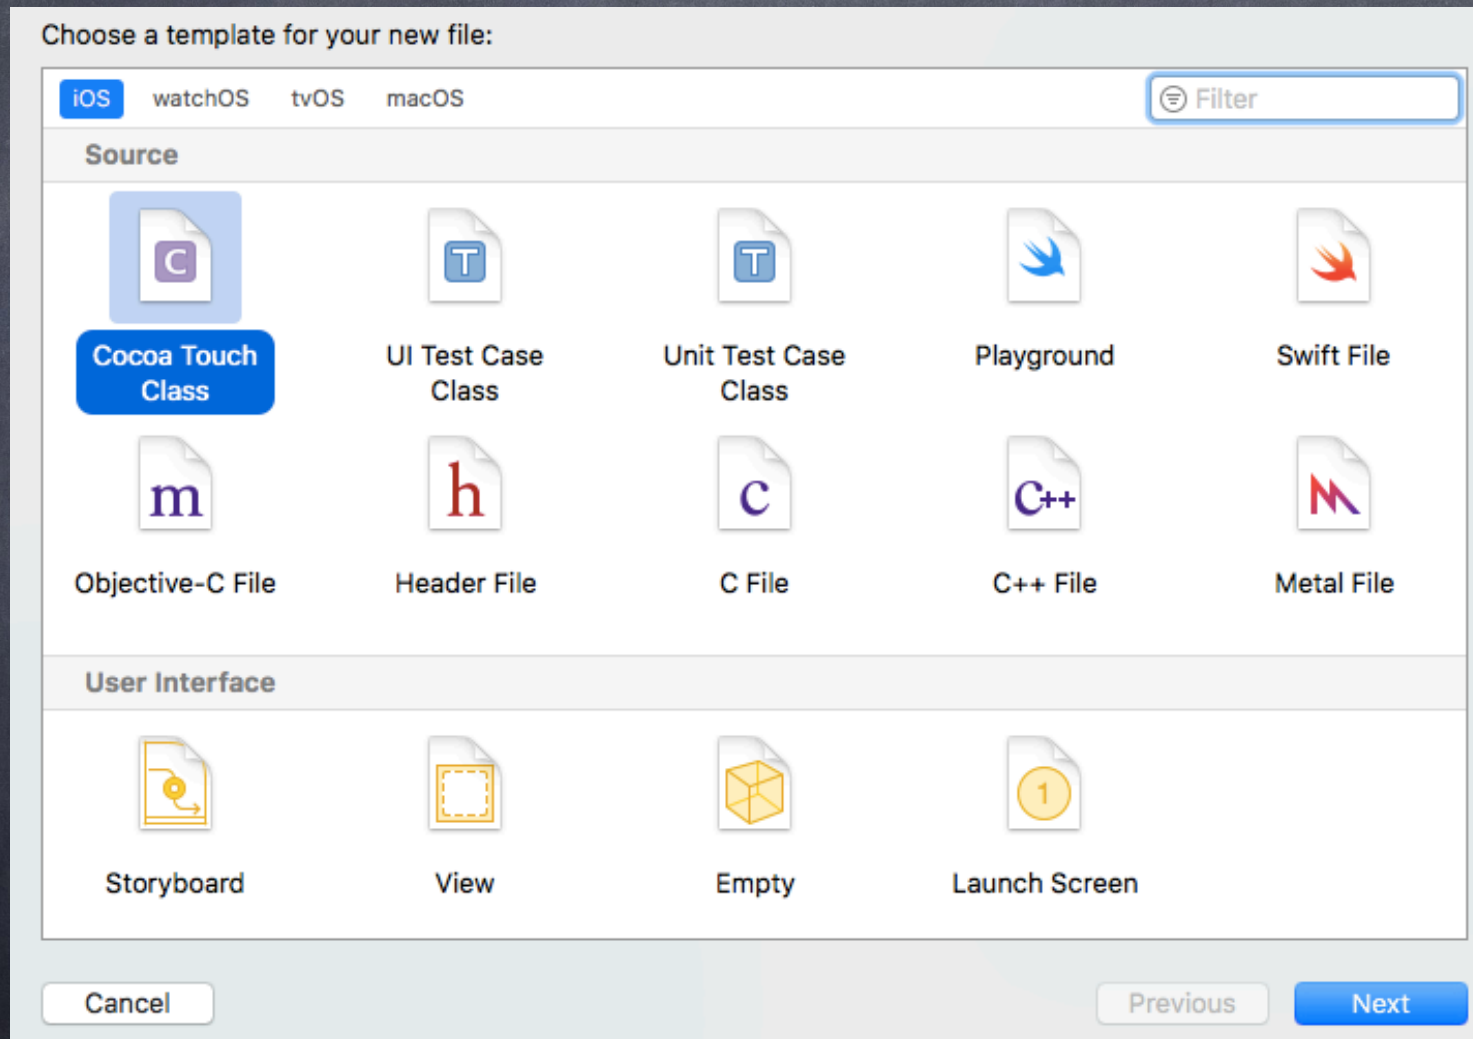 Choose a template for your new file:
iOS watchOS tvOS macOS Filter
Source
C T T
Cocoa Touch Class
UI Test Case Class
Unit Test Case Class
Playground
Swift File
m h c C++
Objective-C File
Header File
C File
C++ File
Metal File
User Interface
1
Storyboard
View
Empty
Launch Screen
Cancel Previous Next